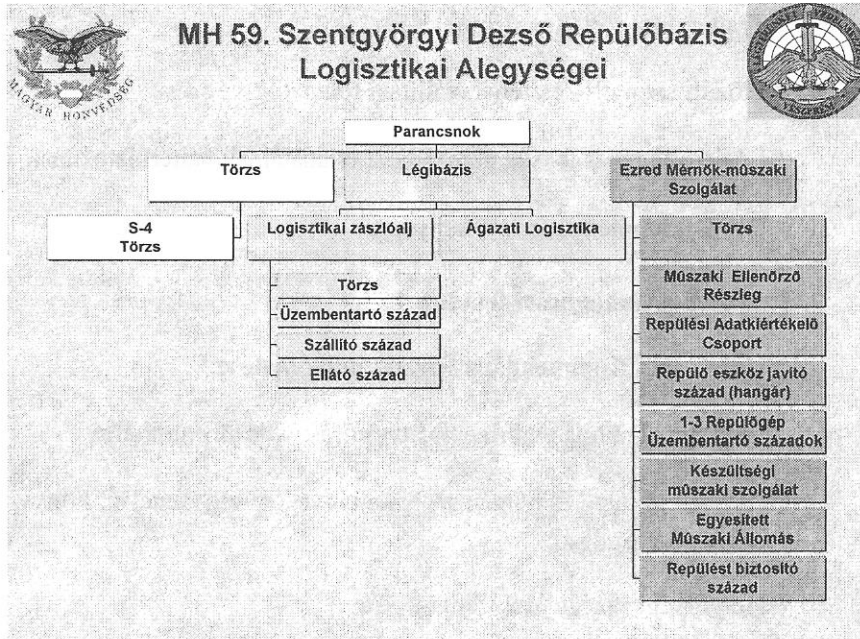 MH 59. Szentgyörgyi Dezső Repülőbázis
Logisztikai Alegységei
MAGYAR HONVÉDSÉG
VESZPRÉM
Parancsnok
Törzs
Légibázis
Ezred Mérnök-műszaki
Szolgálat
S-4
Törzs
Logisztikai zászlóalj
Ágazati Logisztika
Törzs
Üzembentartó század
Szállító század
Ellátó század
Törzs
Műszaki Ellenőrző
Részleg
Repülési Adatkiértékelő
Csoport
Repülő eszköz javító
század (hangár)
1-3 Repülőgép
Üzembentartó századok
Készültségi
műszaki szolgálat
Egyesített
Műszaki Állomás
Repülést biztosító
század